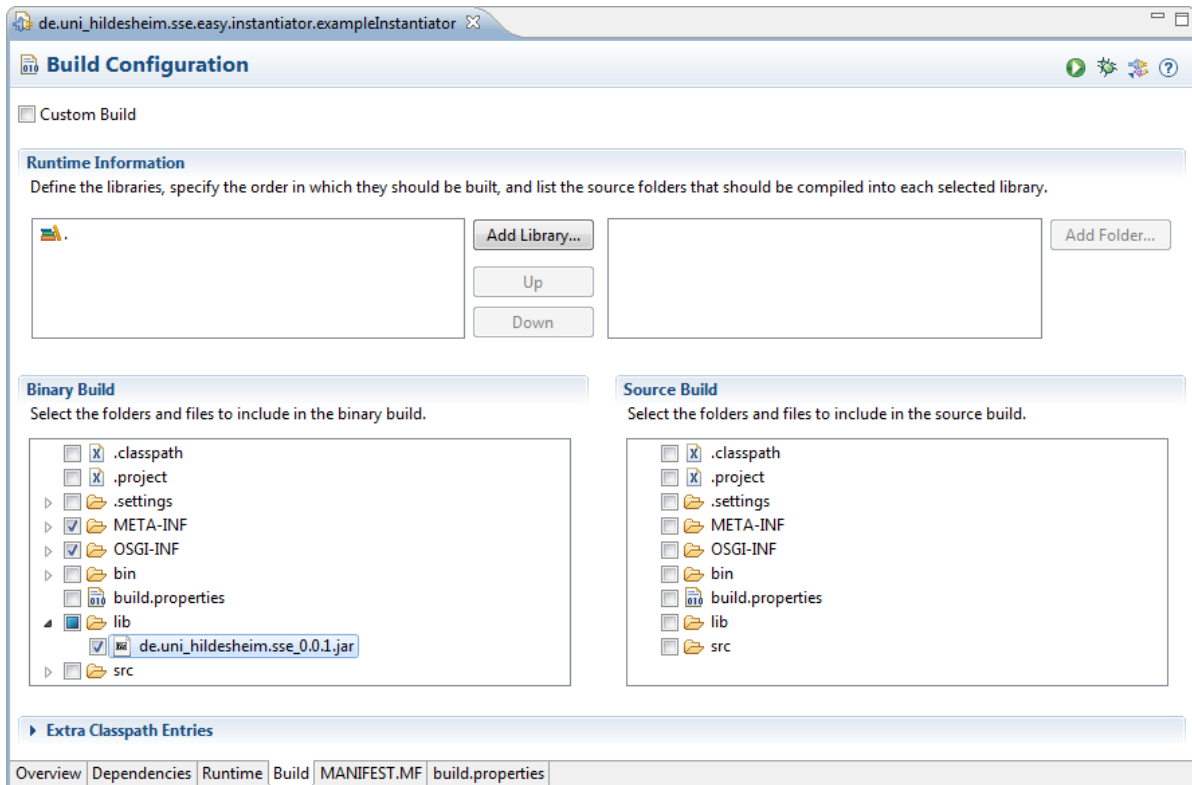 de.uni_hildesheim.sse.easy.instantiator.exampleInstantiator
Build Configuration
Custom Build
Runtime Information
Define the libraries, specify the order in which they should be built, and list the source folders that should be compiled into each selected library.
.
Add Library...
Up
Down
Add Folder...
Binary Build
Select the folders and files to include in the binary build.
.classpath
.project
.settings
META-INF
OSGI-INF
bin
build.properties
lib
de.uni_hildesheim.sse_0.0.1.jar
src
Source Build
Select the folders and files to include in the source build.
.classpath
.project
.settings
META-INF
OSGI-INF
bin
build.properties
lib
src
Extra Classpath Entries
Overview Dependencies Runtime Build MANIFEST.MF build.properties